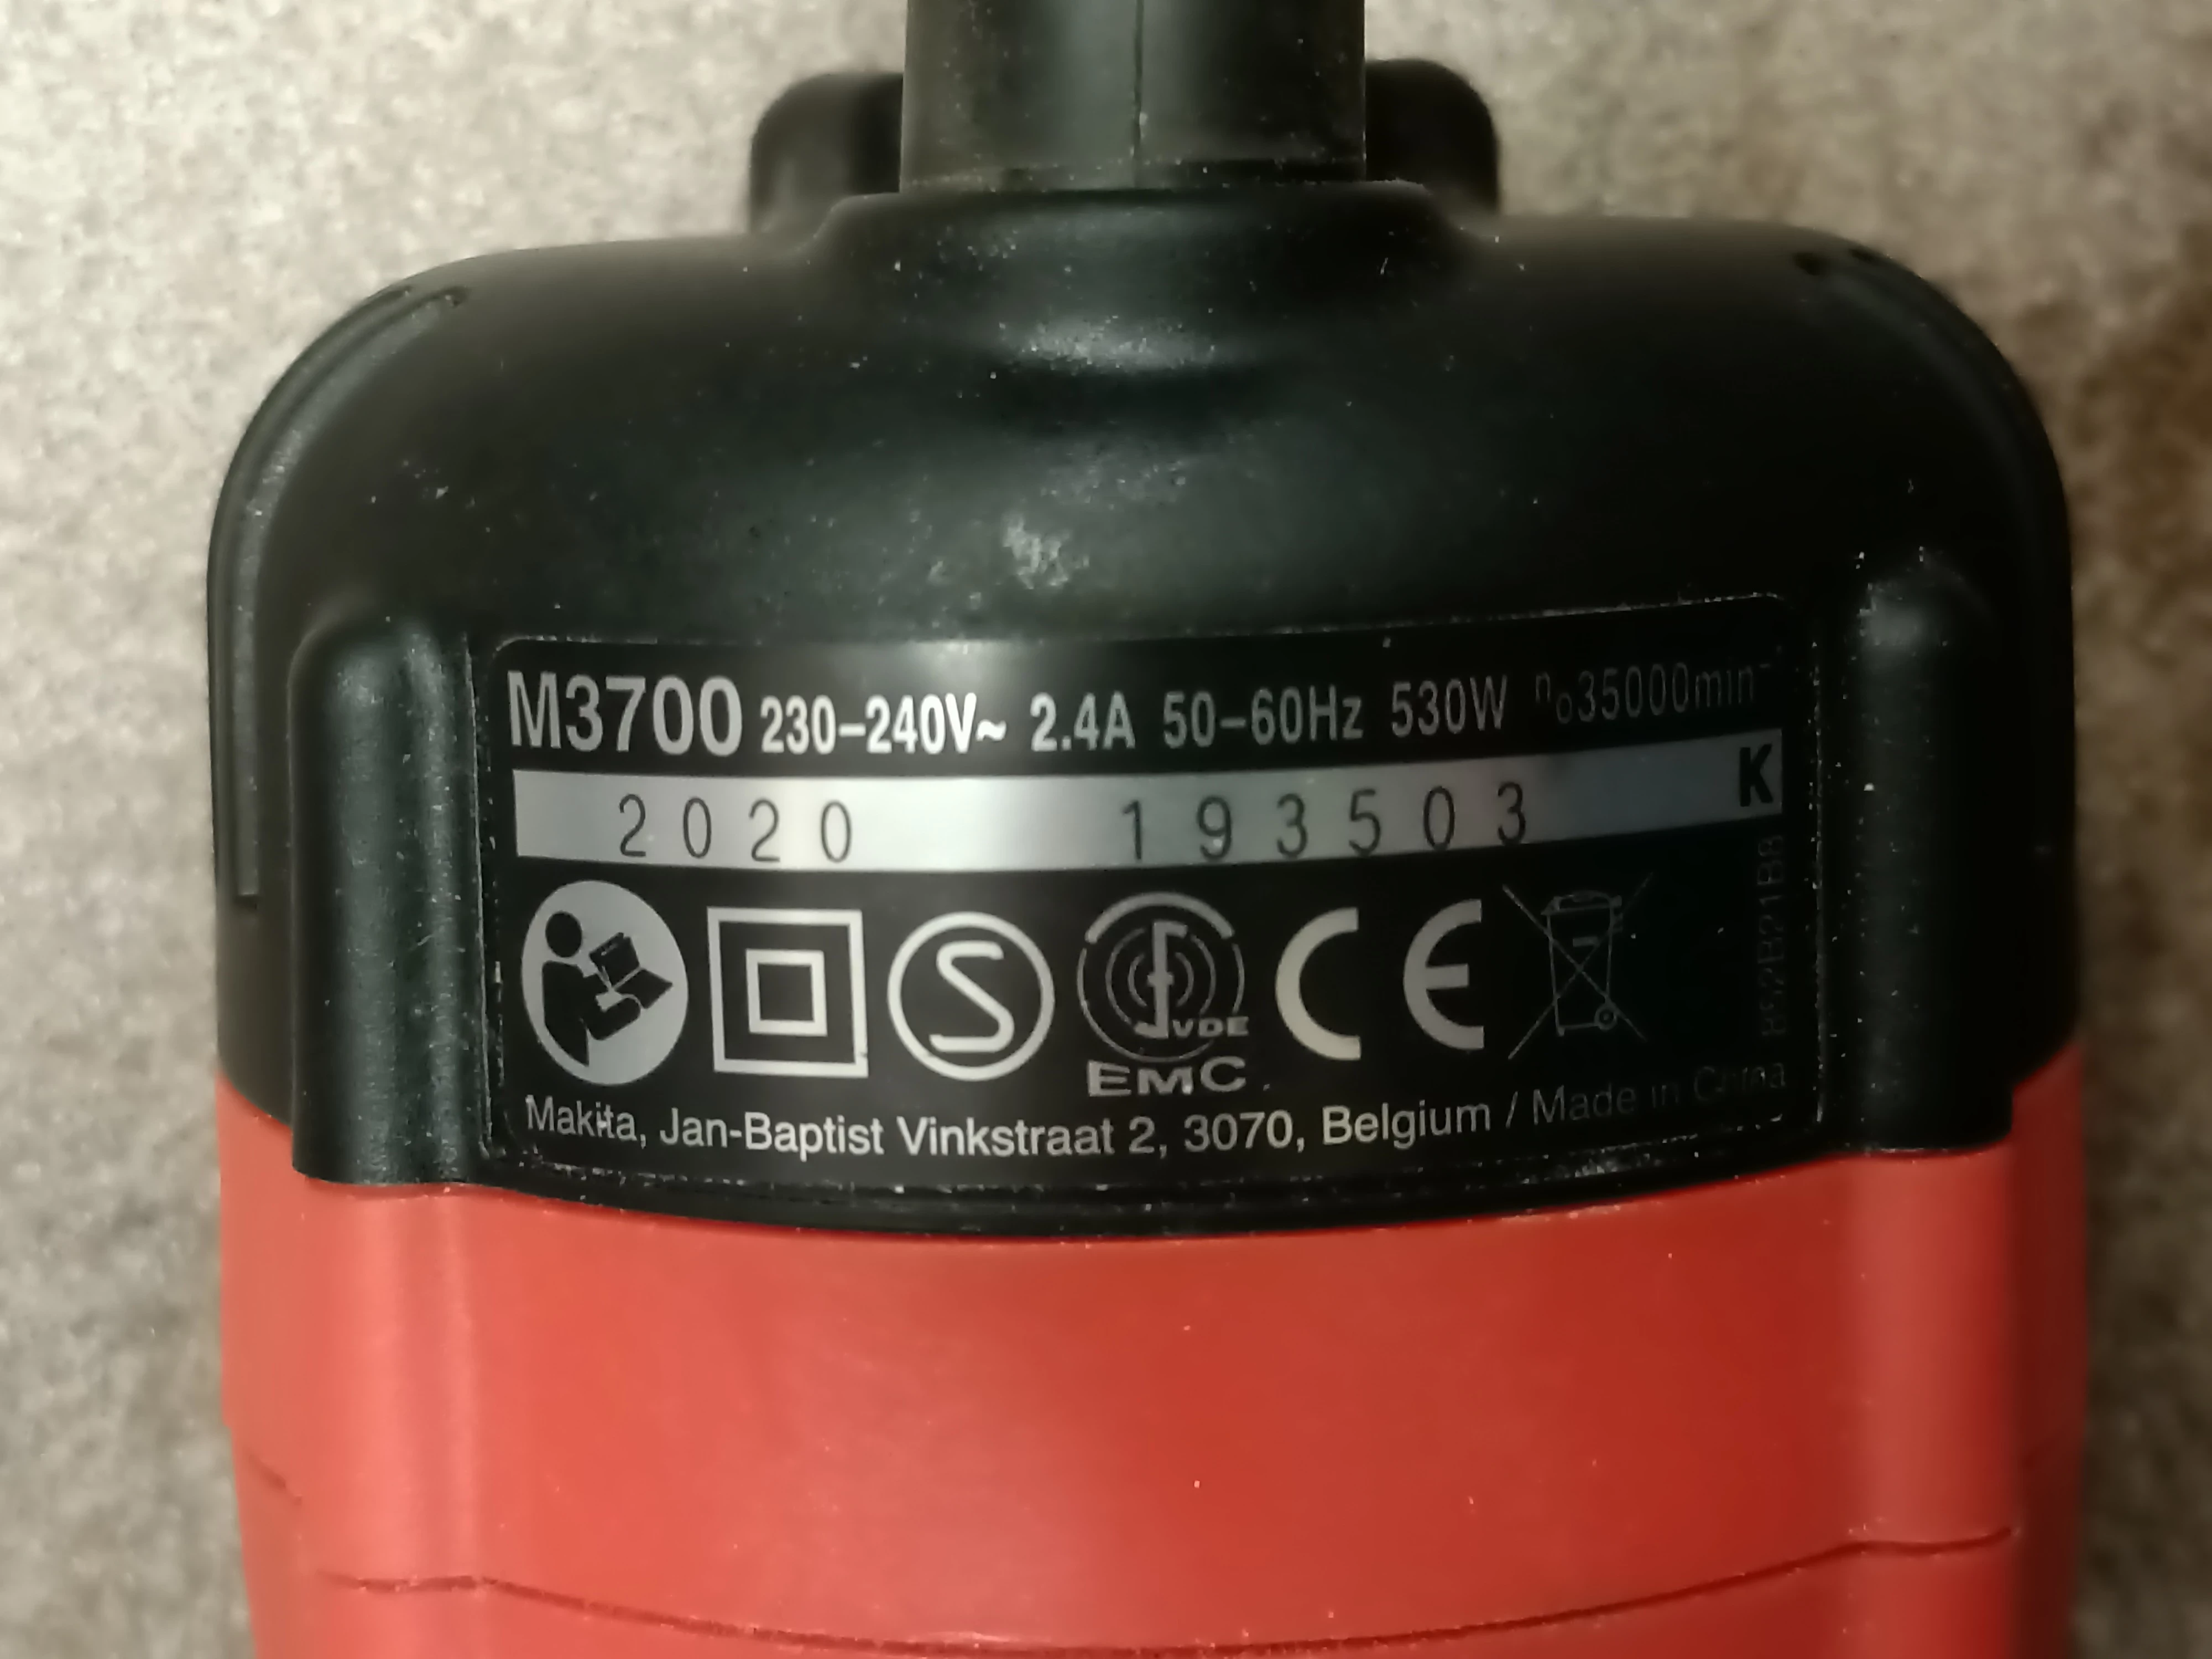 M3700 230-240V~ 2.4A 50-60Hz 530W n₀35000min⁻
2020 193503 K
S
VDE
EMC
CE
Makita, Jan-Baptist Vinkstraat 2, 3070, Belgium / Made in China
852B21B8